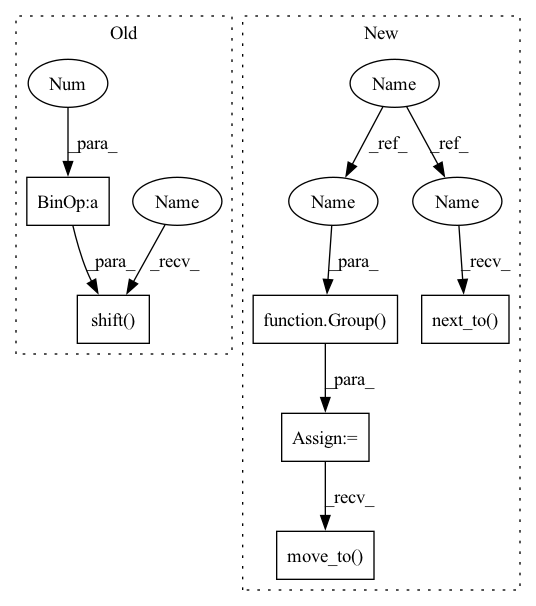 Old
New
Num
Name
_para_
_ref_
_ref_
BinOp:a
Name
Name
Name
_para_
_recv_
_para_
_recv_
shift()
function.Group()
next_to()
_para_
Assign:=
_recv_
move_to()